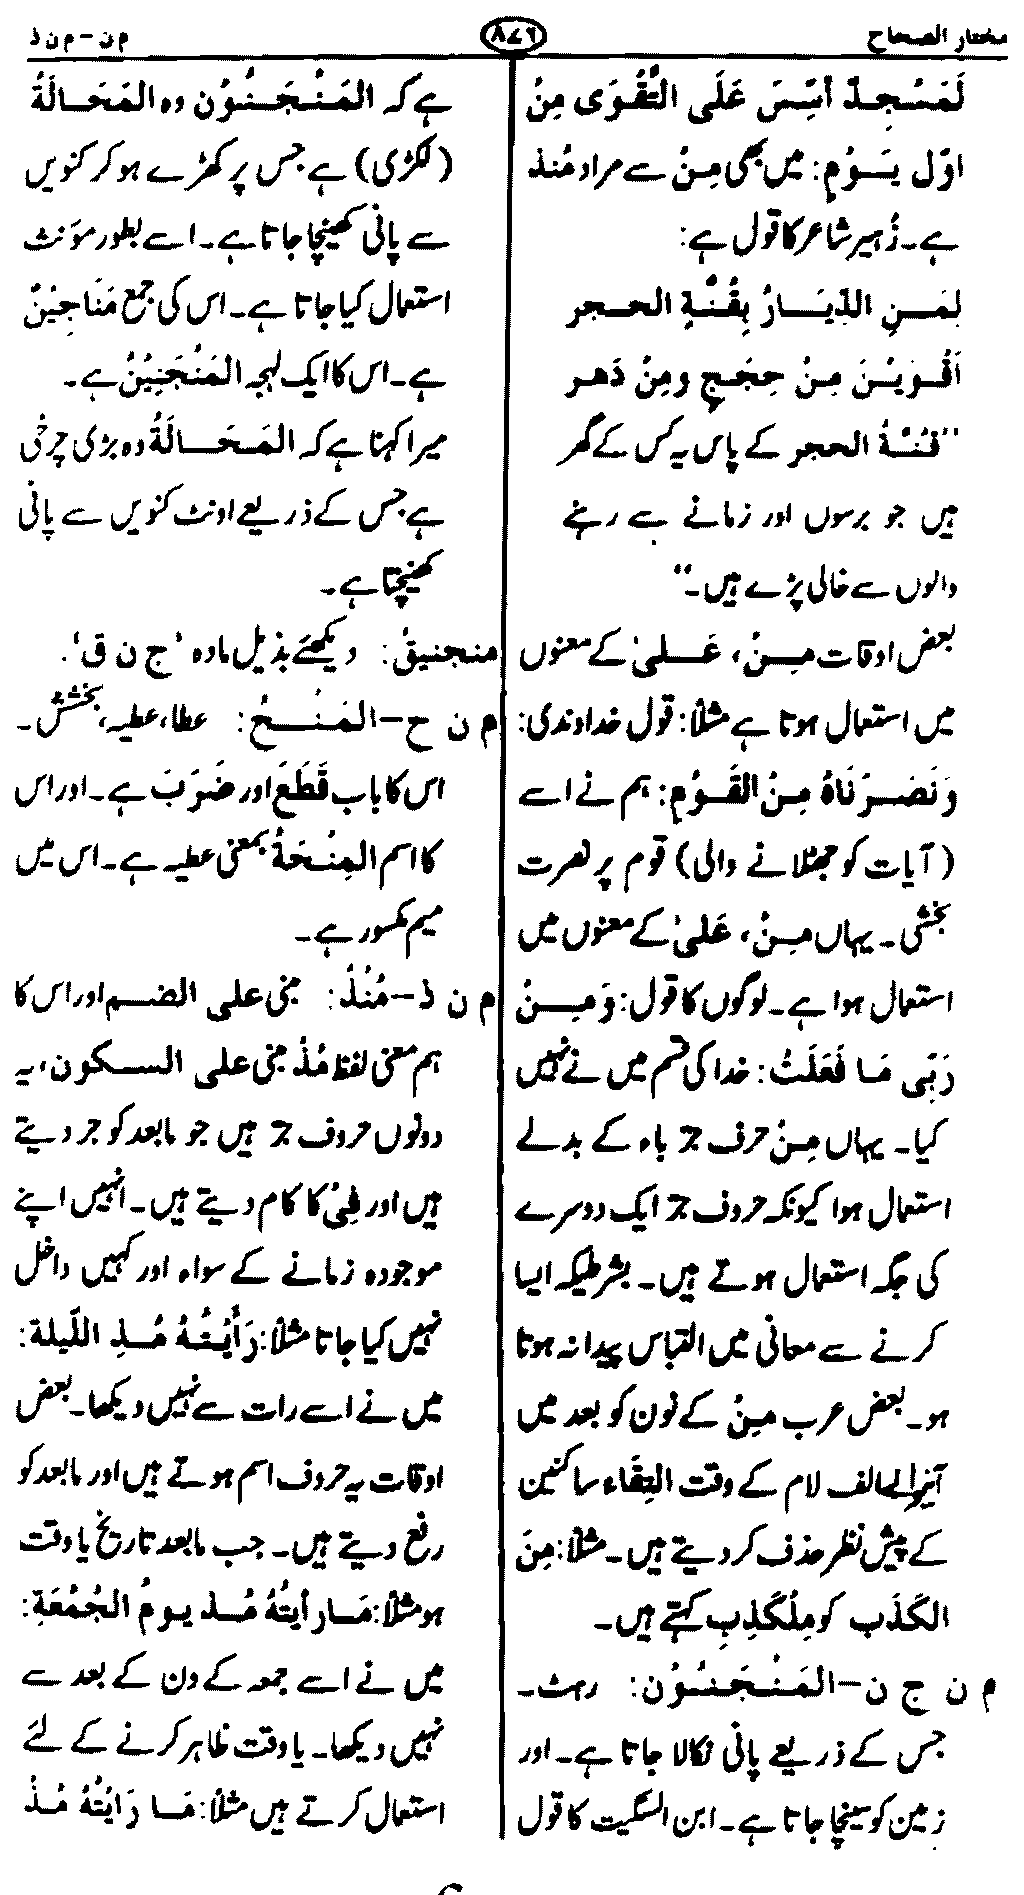 مختار الصحاح
۸۷٦
م ن - م ن ذ
لَمَسْجِدٌ اُسِّسَ عَلَى التَّقْوَى مِنْ
اوّل يَوْمٍ: میں بھی مِنْ سے مراد مُنذ
ہے۔ زُہیر شاعر کا قول ہے:
لِمَنِ الدِّيَارُ بِقُنَّةِ الحجر
اَقْوَيْنَ مِنْ حِجَجٍ ومِنْ دَهر
"قُنّةُ الحجر کے پاس یہ کس کے گھر
ہیں جو برسوں اور زمانے سے رہنے
والوں سے خالی پڑے ہیں۔"
بعض اوقات مِنْ، عَلیٰ کے معنوں
میں استعمال ہوتا ہے مثلاً: قول خداوندی:
وَنَصَرْنَاهُ مِنْ القَوْمِ: ہم نے اسے
(آیات کو جھٹلانے والی) قوم پر نصرت
بخشی۔ یہاں مِنْ، عَلیٰ کے معنوں میں
استعمال ہوا ہے۔ لوگوں کا قول: وَمِنْ
رَبّی مَا فَعَلَتُ: خدا کی قسم میں نے نہیں
کیا۔ یہاں مِنْ حرف جرّ باء کے بدلے
استعمال ہوا کیونکہ حروف جرّ ایک دوسرے
کی جگہ استعمال ہوتے ہیں۔ بشرطیکہ ایسا
کرنے سے معانی میں التباس پیدا نہ ہوتا
ہو۔ بعض عرب مِنْ کے نون کو بعد میں
آنیوالے الف لام کے وقت التِقَاء ساکنین
کے پیش نظر حذف کر دیتے ہیں۔ مثلاً: مِنَ
الكَذَب کو مِلْكَذِبِ کہتے ہیں۔
م ن ج ن - المَنْجَنُوْن: رہٹ۔
جس کے ذریعے پانی نکالا جاتا ہے۔ اور
زمین کو سینچا جاتا ہے۔ ابن السکیت کا قول
ہے کہ المَنْجَنُوْن وہ المَحَالَةُ
(لکڑی) ہے جس پر کھڑے ہو کر کنویں
سے پانی کھینچا جاتا ہے۔ اسے بطور مؤنث
استعمال کیا جاتا ہے۔ اس کی جمع مَنَاجِيْنُ
ہے۔ اس کا ایک لہجہ المَنْجَنِيْنُ ہے۔
میرا کہنا ہے کہ المَحَالَةُ وہ بڑی چرخی
ہے جس کے ذریعے اونٹ کنویں سے پانی
کھینچتا ہے۔
منجنیقُ: دیکھئے بذیل مادہ 'ج ن ق'۔
م ن ح - المَنْحُ: عطا، عطیہ، بخشش۔
اس کا باب قَطَعَ اور ضَرَبَ ہے۔ اور اس
کا اسم المِنْحَةُ بمعنی عطیہ ہے۔ اس میں
میم مکسور ہے۔
م ن ذ - مُنْذُ: مبنی علی الضم اور اس کا
ہم معنی لفظ مُذْ مبنی علی السکون، یہ
دونوں حروف جرّ ہیں جو مابعد کو جر دیتے
ہیں اور فِیْ کا کام دیتے ہیں۔ انہیں اپنے
موجودہ زمانے کے سواء اور کہیں داخل
نہیں کیا جاتا مثلاً: رَأَيْتُهُ مُذِ اللّيلة:
میں نے اسے رات سے نہیں دیکھا۔ بعض
اوقات یہ حروف اسم ہوتے ہیں اور مابعد کو
رفع دیتے ہیں۔ جب مابعد تاریخ یا وقت
ہو مثلاً: مَا رأيتُهُ مُذ يومُ الجُمُعَةِ:
میں نے اسے جمعہ کے دن کے بعد سے
نہیں دیکھا۔ یا وقت ظاہر کرنے کے لئے
استعمال کرتے ہیں مثلاً: مَا رَايْتُهُ مُذْ